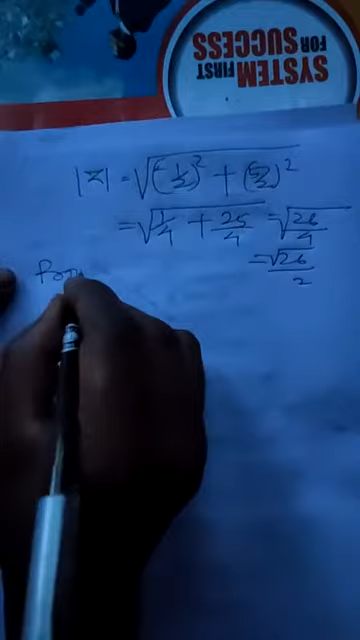 SYSTEM FIRST
FOR SUCCESS
|z| = √(-1/2)² + (5/2)²
= √1/4 + 25/4 = √26/4
= √26/2